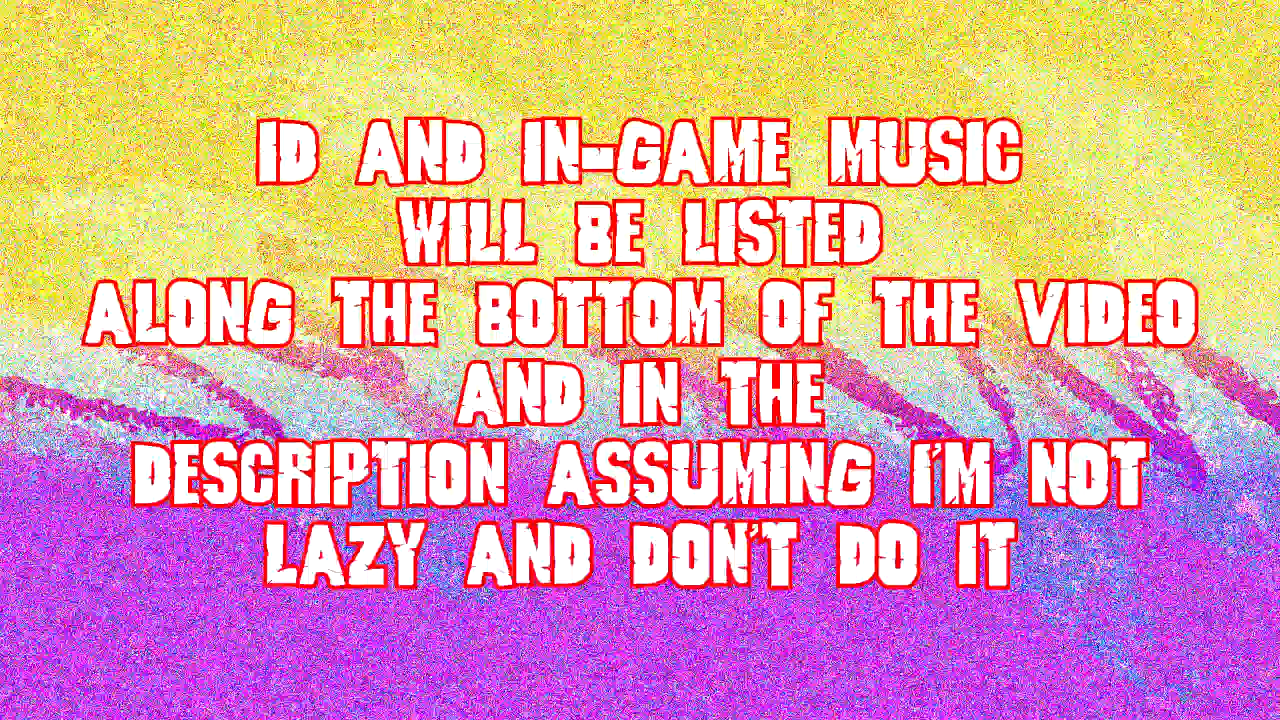 ID AND IN-GAME MUSIC
WILL BE LISTED
ALONG THE BOTTOM OF THE VIDEO
AND IN THE
DESCRIPTION ASSUMING I'M NOT
LAZY AND DON'T DO IT